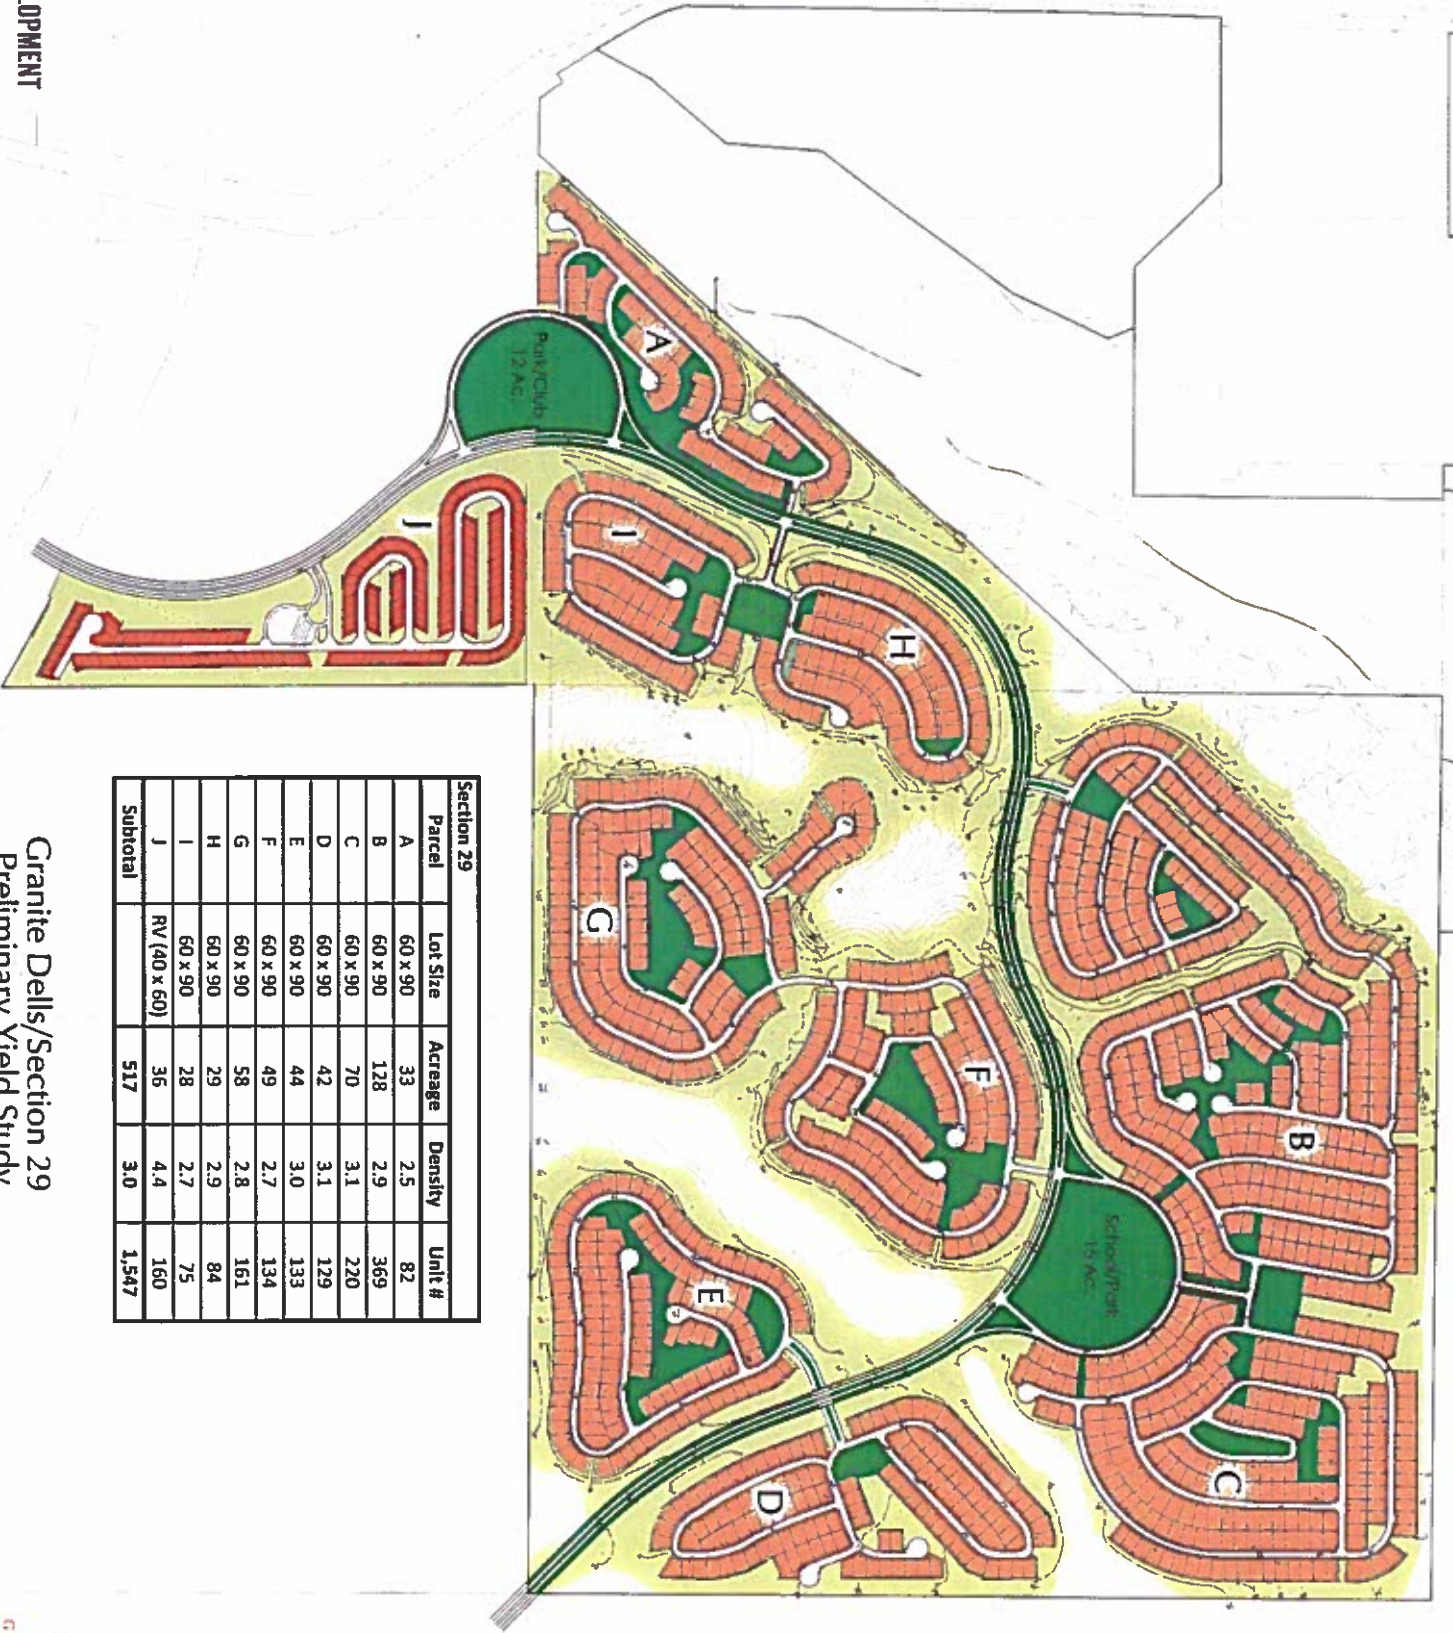 OPMENT
A
Park/Club
12 AC.
I
J
H
G
F
B
School/Park
15 AC.
E
C
D
Section 29
Parcel Lot Size Acreage Density Unit #
A 60 x 90 33 2.5 82
B 60 x 90 128 2.9 369
C 60 x 90 70 3.1 220
D 60 x 90 42 3.1 129
E 60 x 90 44 3.0 133
F 60 x 90 49 2.7 134
G 60 x 90 58 2.8 161
H 60 x 90 29 2.9 84
I 60 x 90 28 2.7 75
J RV (40 x 60) 36 4.4 160
Subtotal 517 3.0 1,547
Granite Dells/Section 29
Preliminary Yield Study
G